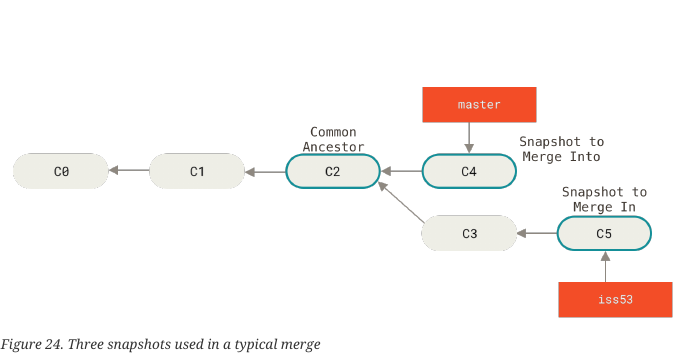 master
Common
Ancestor
Snapshot to
Merge Into
C0
C1
C2
C4
Snapshot to
Merge In
C3
C5
iss53
Figure 24. Three snapshots used in a typical merge